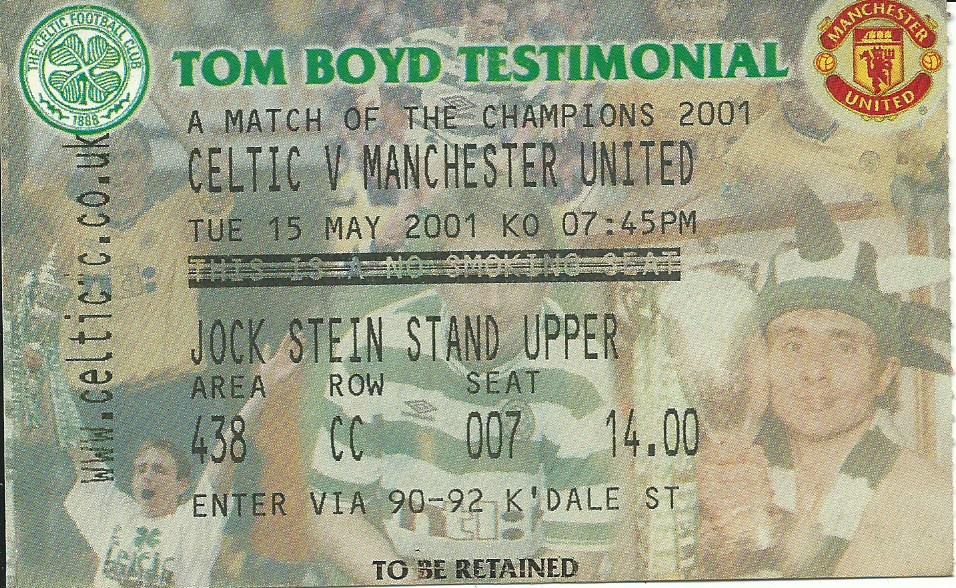 THE CELTIC FOOTBALL CLUB
1888
TOM BOYD TESTIMONIAL
MANCHESTER
UNITED
A MATCH OF THE CHAMPIONS 2001
CELTIC V MANCHESTER UNITED
TUE 15 MAY 2001 KO 07:45PM
THIS IS A NO SMOKING SEAT
www.celticfc.co.uk
JOCK STEIN STAND UPPER
AREA ROW SEAT
438 CC 007 14.00
ENTER VIA 90-92 K'DALE ST
TO BE RETAINED